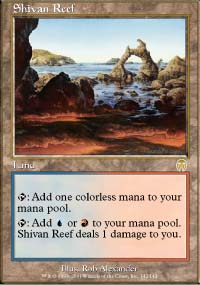 Shivan Reef
Land
: Add one colorless mana to your
mana pool.
: Add or to your mana pool.
Shivan Reef deals 1 damage to you.
Illus. Rob Alexander